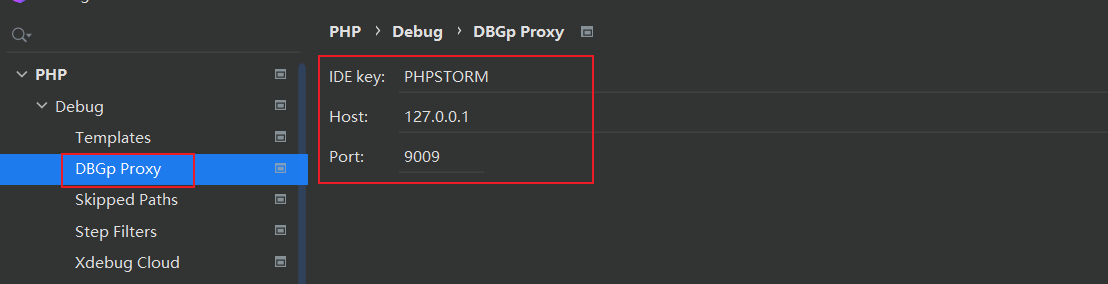 PHP > Debug > DBGp Proxy
PHP
Debug
Templates
DBGp Proxy
Skipped Paths
Step Filters
Xdebug Cloud
IDE key: PHPSTORM
Host: 127.0.0.1
Port: 9009